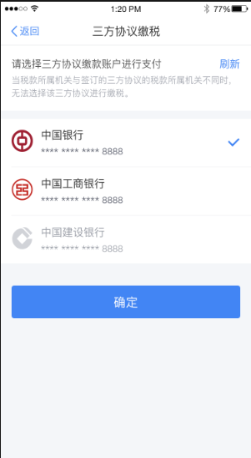 1:20 PM 77%
返回 三方协议缴税
请选择三方协议缴款账户进行支付 刷新
当税款所属机关与签订的三方协议的税款所属机关不同时,
无法选择该三方协议进行缴税。
中国银行
**** **** **** 8888
中国工商银行
**** **** **** 8888
中国建设银行
**** **** **** 8888
确定